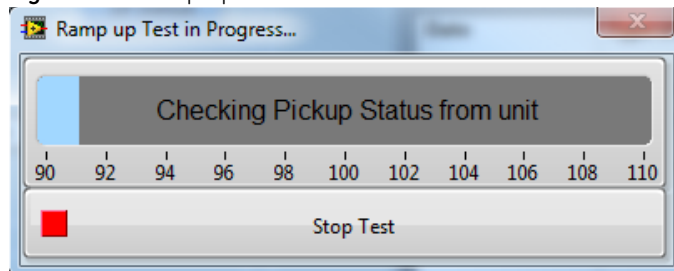 Ramp up Test in Progress...
Checking Pickup Status from unit
90 92 94 96 98 100 102 104 106 108 110
Stop Test